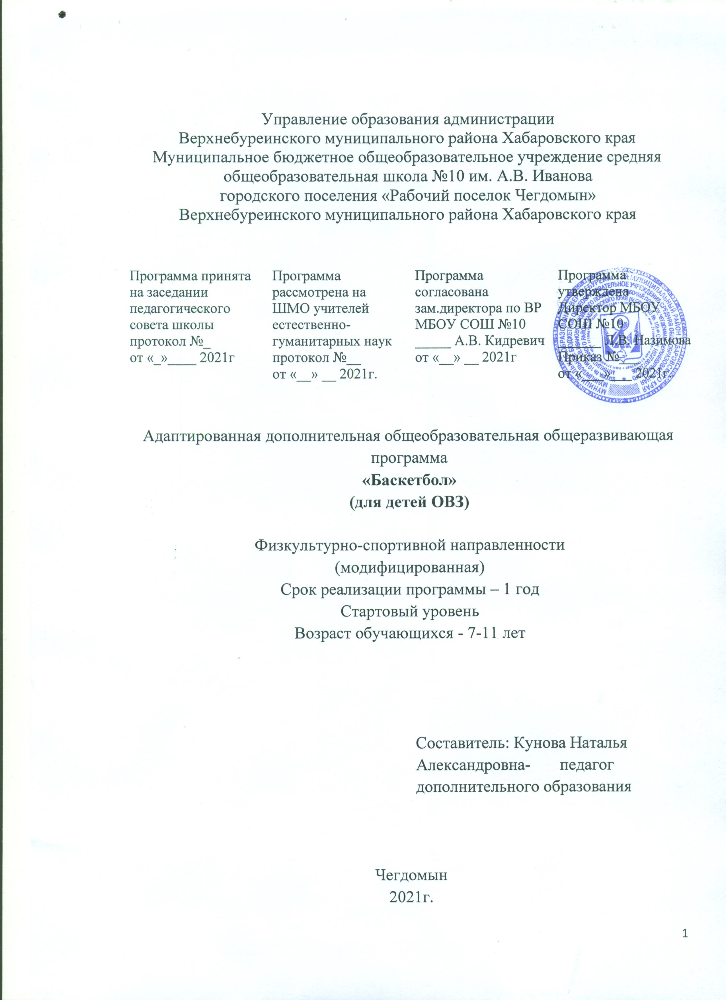 Управление образования администрации
Верхнебуреинского муниципального района Хабаровского края
Муниципальное бюджетное общеобразовательное учреждение средняя
общеобразовательная школа №10 им. А.В. Иванова
городского поселения «Рабочий поселок Чегдомын»
Верхнебуреинского муниципального района Хабаровского края
Программа принята
на заседании
педагогического
совета школы
протокол №_
от «_»____ 2021г
Программа
рассмотрена на
ШМО учителей
естественно-
гуманитарных наук
протокол №__
от «__» __ 2021г.
Программа
согласована
зам.директора по ВР
МБОУ СОШ №10
_____ А.В. Кидревич
от «__» __ 2021г
Программа
утверждена
Директор МБОУ
СОШ №10
______ Л.В. Назимова
Приказ №___
от «___»___ 2021г.
Адаптированная дополнительная общеобразовательная общеразвивающая
программа
«Баскетбол»
(для детей ОВЗ)
Физкультурно-спортивной направленности
(модифицированная)
Срок реализации программы – 1 год
Стартовый уровень
Возраст обучающихся - 7-11 лет
Составитель: Кунова Наталья
Александровна- педагог
дополнительного образования
Чегдомын
2021г.
1